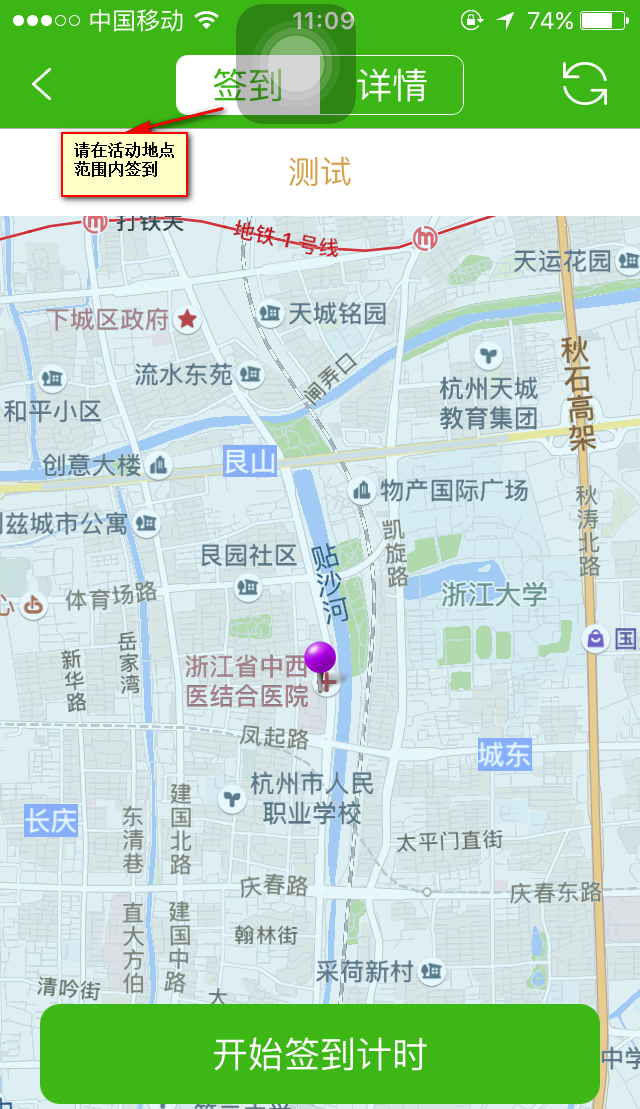 中国移动
11:09
74%
签到
详情
请在活动地点
范围内签到
测试
打铁关
地铁1号线
天运花园
下城区政府
天城铭园
流水东苑
闸弄口
秋石高架
和平小区
杭州天城
教育集团
创意大楼
艮山
物产国际广场
秋涛北路
兹城市公寓
凯旋路
艮园社区
贴沙河
浙江大学
心
体育场路
岳家湾
国
新华路
浙江省中西
医结合医院
凤起路
城东
杭州市人民
职业学校
长庆
建国北路
东清巷
太平门直街
庆春路
庆春东路
直大方伯
建国中路
翰林街
采荷新村
清吟街
大
开始签到计时
中学